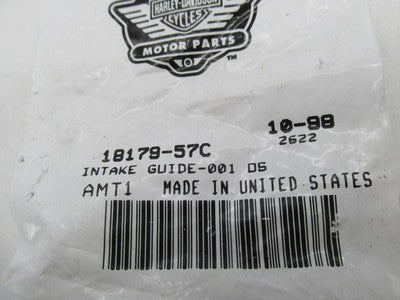 HARLEY-DAVIDSON
CYCLES
MOTOR PARTS
TM
10-98
18179-57C
2622
INTAKE GUIDE-001 OS
AMT1 MADE IN UNITED STATES